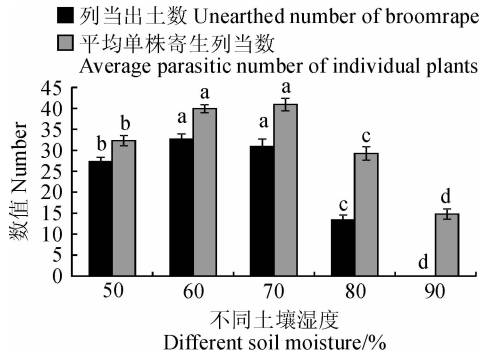 列当出土数 Unearthed number of broomrape
平均单株寄生列当数
Average parasitic number of individual plants
数值 Number
45
40
35
30
25
20
15
10
5
0
b b a a a a c c d d
50 60 70 80 90
不同土壤湿度
Different soil moisture/%